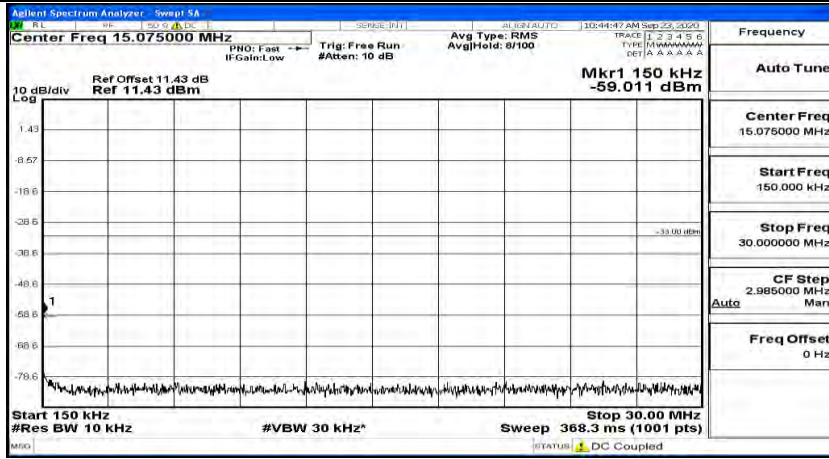 Agilent Spectrum Analyzer - Swept SA
RL RF 50 Ω DC SENSE:INT ALIGN AUTO 10:44:47 AM Sep 23, 2020
Center Freq 15.075000 MHz
PNO: Fast
IFGain:Low
Trig: Free Run
#Atten: 10 dB
Avg Type: RMS
Avg|Hold: 8/100
TRACE 1 2 3 4 5 6
TYPE MWWWWW
DET A A A A A A
Frequency
Auto Tune
Mkr1 150 kHz
-59.011 dBm
Ref Offset 11.43 dB
10 dB/div Ref 11.43 dBm
Log
1.43
-8.57
-18.6
-28.6
-33.00 dBm
-38.6
-48.6
1
-58.6
-68.6
-78.6
Start 150 kHz
Stop 30.00 MHz
#Res BW 10 kHz
#VBW 30 kHz*
Sweep 368.3 ms (1001 pts)
MSG
STATUS DC Coupled
Center Freq
15.075000 MHz
Start Freq
150.000 kHz
Stop Freq
30.000000 MHz
CF Step
2.985000 MHz
Auto Man
Freq Offset
0 Hz